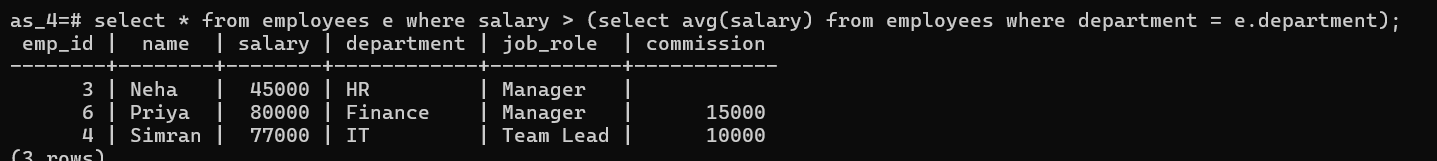 as_4=# select * from employees e where salary > (select avg(salary) from employees where department = e.department);
 emp_id |  name  | salary | department | job_role  | commission
--------+--------+--------+------------+-----------+------------
      3 | Neha   |  45000 | HR         | Manager   |
      6 | Priya  |  80000 | Finance    | Manager   |      15000
      4 | Simran |  77000 | IT         | Team Lead |      10000
(3 rows)